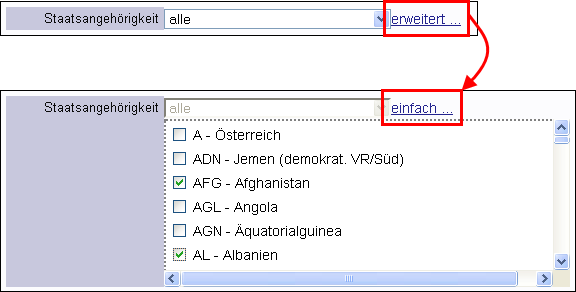 Staatsangehörigkeit alle erweitert ...
Staatsangehörigkeit alle einfach ...
A - Österreich
ADN - Jemen (demokrat. VR/Süd)
AFG - Afghanistan
AGL - Angola
AGN - Äquatorialguinea
AL - Albanien